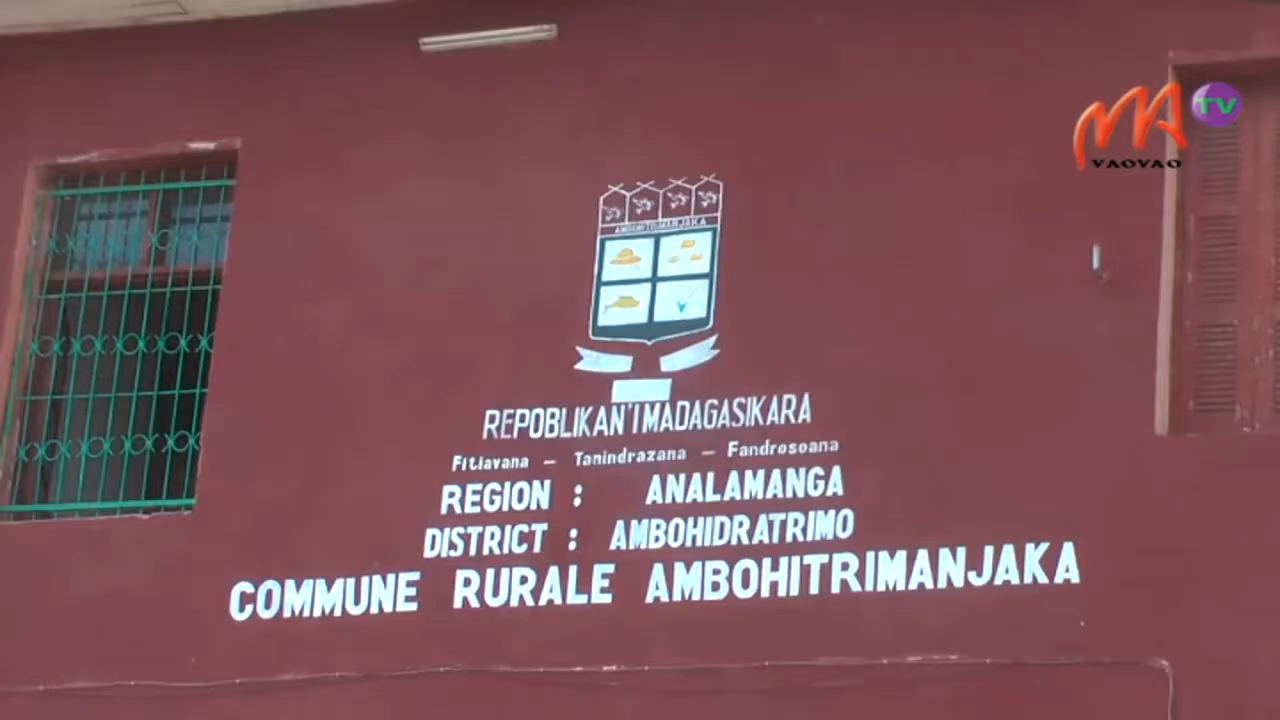 MA TV
VAOVAO
AMBOHITRIMANJAKA
REPOBLIKAN'I MADAGASIKARA
Fitiavana – Tanindrazana – Fandrosoana
REGION : ANALAMANGA
DISTRICT : AMBOHIDRATRIMO
COMMUNE RURALE AMBOHITRIMANJAKA